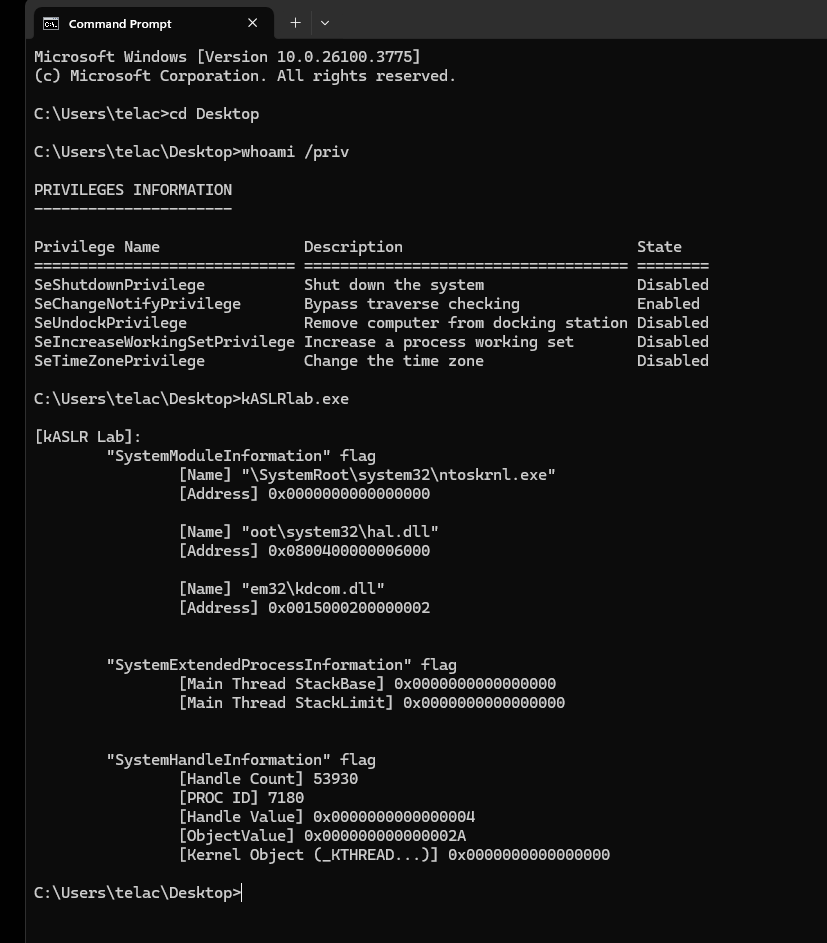 Command Prompt
Microsoft Windows [Version 10.0.26100.3775]
(c) Microsoft Corporation. All rights reserved.
C:\Users\telac>cd Desktop
C:\Users\telac\Desktop>whoami /priv
PRIVILEGES INFORMATION
----------------------
Privilege Name                Description                          State
============================= ==================================== ========
SeShutdownPrivilege           Shut down the system                 Disabled
SeChangeNotifyPrivilege       Bypass traverse checking             Enabled
SeUndockPrivilege             Remove computer from docking station Disabled
SeIncreaseWorkingSetPrivilege Increase a process working set       Disabled
SeTimeZonePrivilege           Change the time zone                 Disabled
C:\Users\telac\Desktop>kASLRlab.exe
[kASLR Lab]:
"SystemModuleInformation" flag
[Name] "\SystemRoot\system32\ntoskrnl.exe"
[Address] 0x0000000000000000
[Name] "oot\system32\hal.dll"
[Address] 0x0800400000006000
[Name] "em32\kdcom.dll"
[Address] 0x0015000200000002
"SystemExtendedProcessInformation" flag
[Main Thread StackBase] 0x0000000000000000
[Main Thread StackLimit] 0x0000000000000000
"SystemHandleInformation" flag
[Handle Count] 53930
[PROC ID] 7180
[Handle Value] 0x0000000000000004
[ObjectValue] 0x000000000000002A
[Kernel Object (_KTHREAD...)] 0x0000000000000000
C:\Users\telac\Desktop>